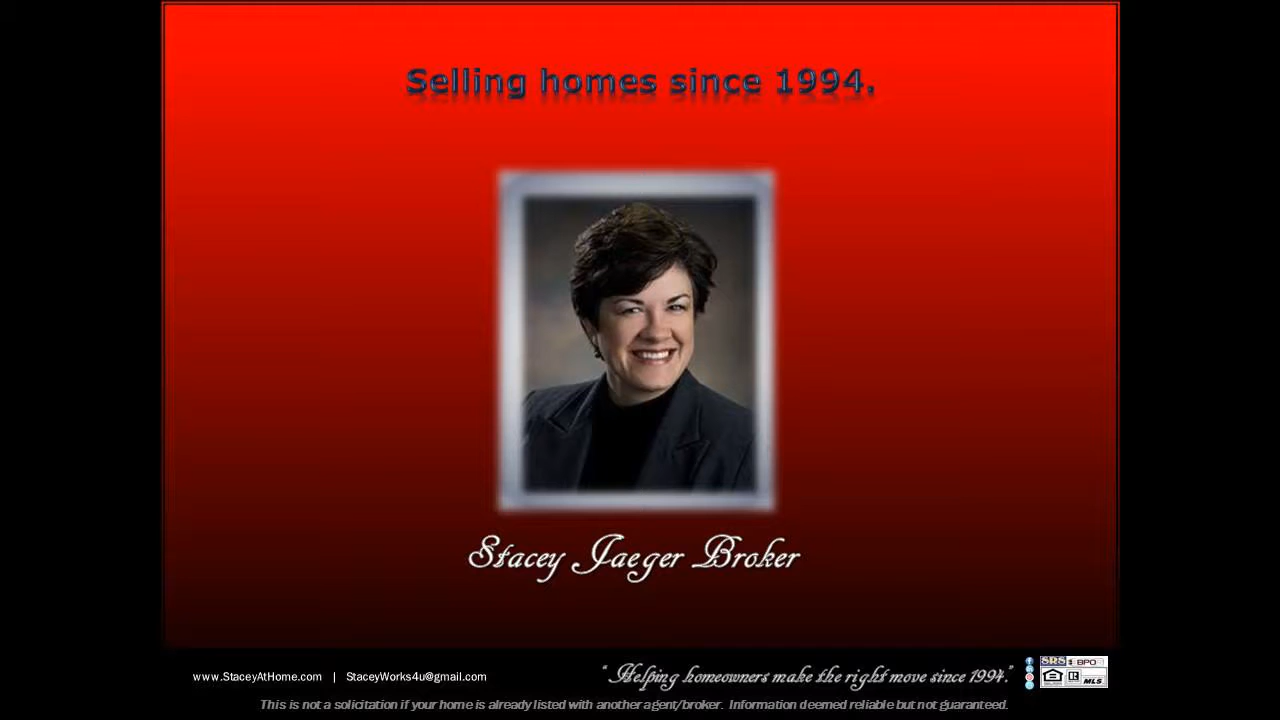 Selling homes since 1994.
Stacey Jaeger Broker
www.StaceyAtHome.com | StaceyWorks4u@gmail.com
“Helping homeowners make the right move since 1994.”
SRS BPO
MLS
This is not a solicitation if your home is already listed with another agent/broker. Information deemed reliable but not guaranteed.